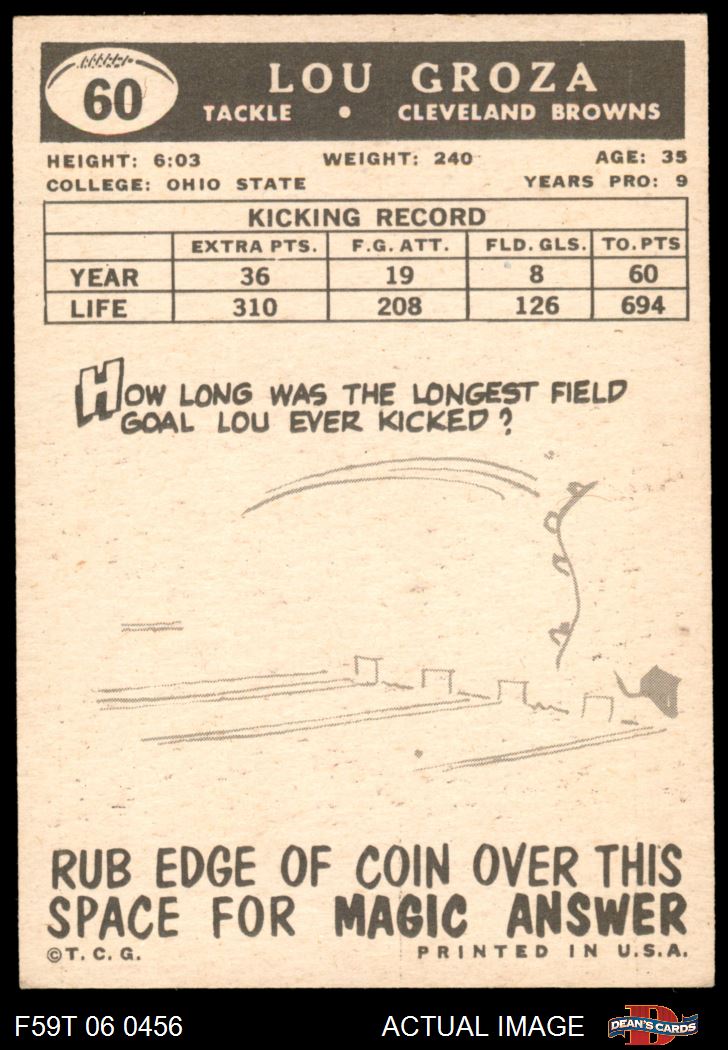 60
LOU GROZA
TACKLE • CLEVELAND BROWNS
HEIGHT: 6:03 WEIGHT: 240 AGE: 35
COLLEGE: OHIO STATE YEARS PRO: 9
KICKING RECORD
EXTRA PTS. F.G. ATT. FLD. GLS. TO. PTS
YEAR 36 19 8 60
LIFE 310 208 126 694
HOW LONG WAS THE LONGEST FIELD
GOAL LOU EVER KICKED?
RUB EDGE OF COIN OVER THIS
SPACE FOR MAGIC ANSWER
©T. C. G. PRINTED IN U.S.A.
F59T 06 0456 ACTUAL IMAGE D DEAN'S CARDS